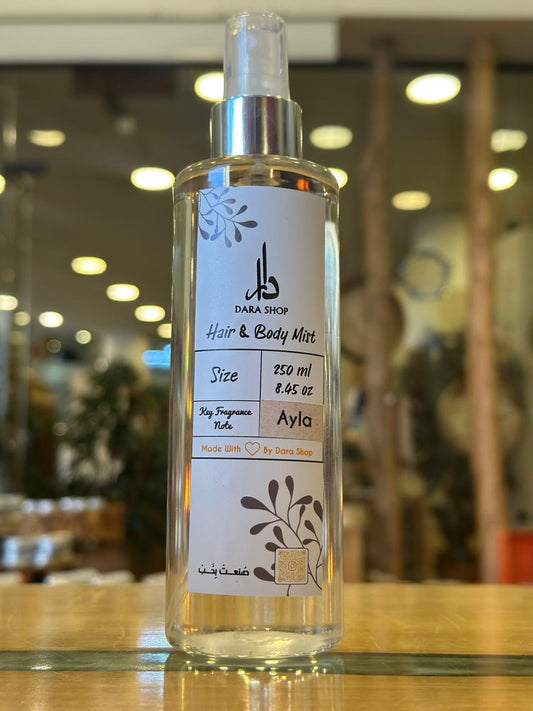 دار
DARA SHOP
Hair & Body Mist
Size
250 ml
8.45 oz
Key Fragrance
Note
Ayla
Made With By Dara Shop
صُنعتْ بِحُب